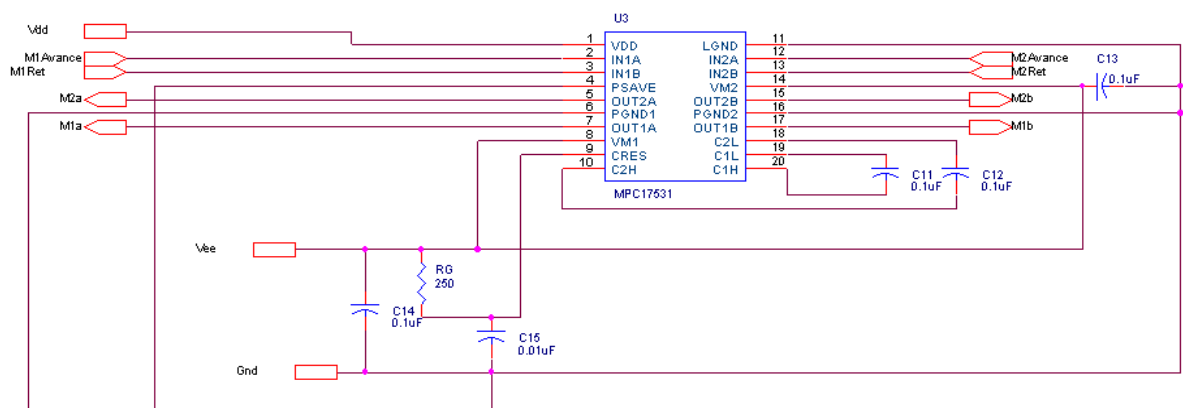 U3
Vdd
1 VDD LGND 11
M1Avance 2 IN1A IN2A 12 M2Avance
M1Ret 3 IN1B IN2B 13 M2Ret
4 PSAVE VM2 14
M2a 5 OUT2A OUT2B 15 M2b
6 PGND1 PGND2 16
M1a 7 OUT1A OUT1B 17 M1b
8 VM1 C2L 18
9 CRES C1L 19
10 C2H C1H 20
MPC17531
C13
0.1uF
C11
0.1uF
C12
0.1uF
Vee
RG
250
C14
0.1uF
C15
0.01uF
Gnd